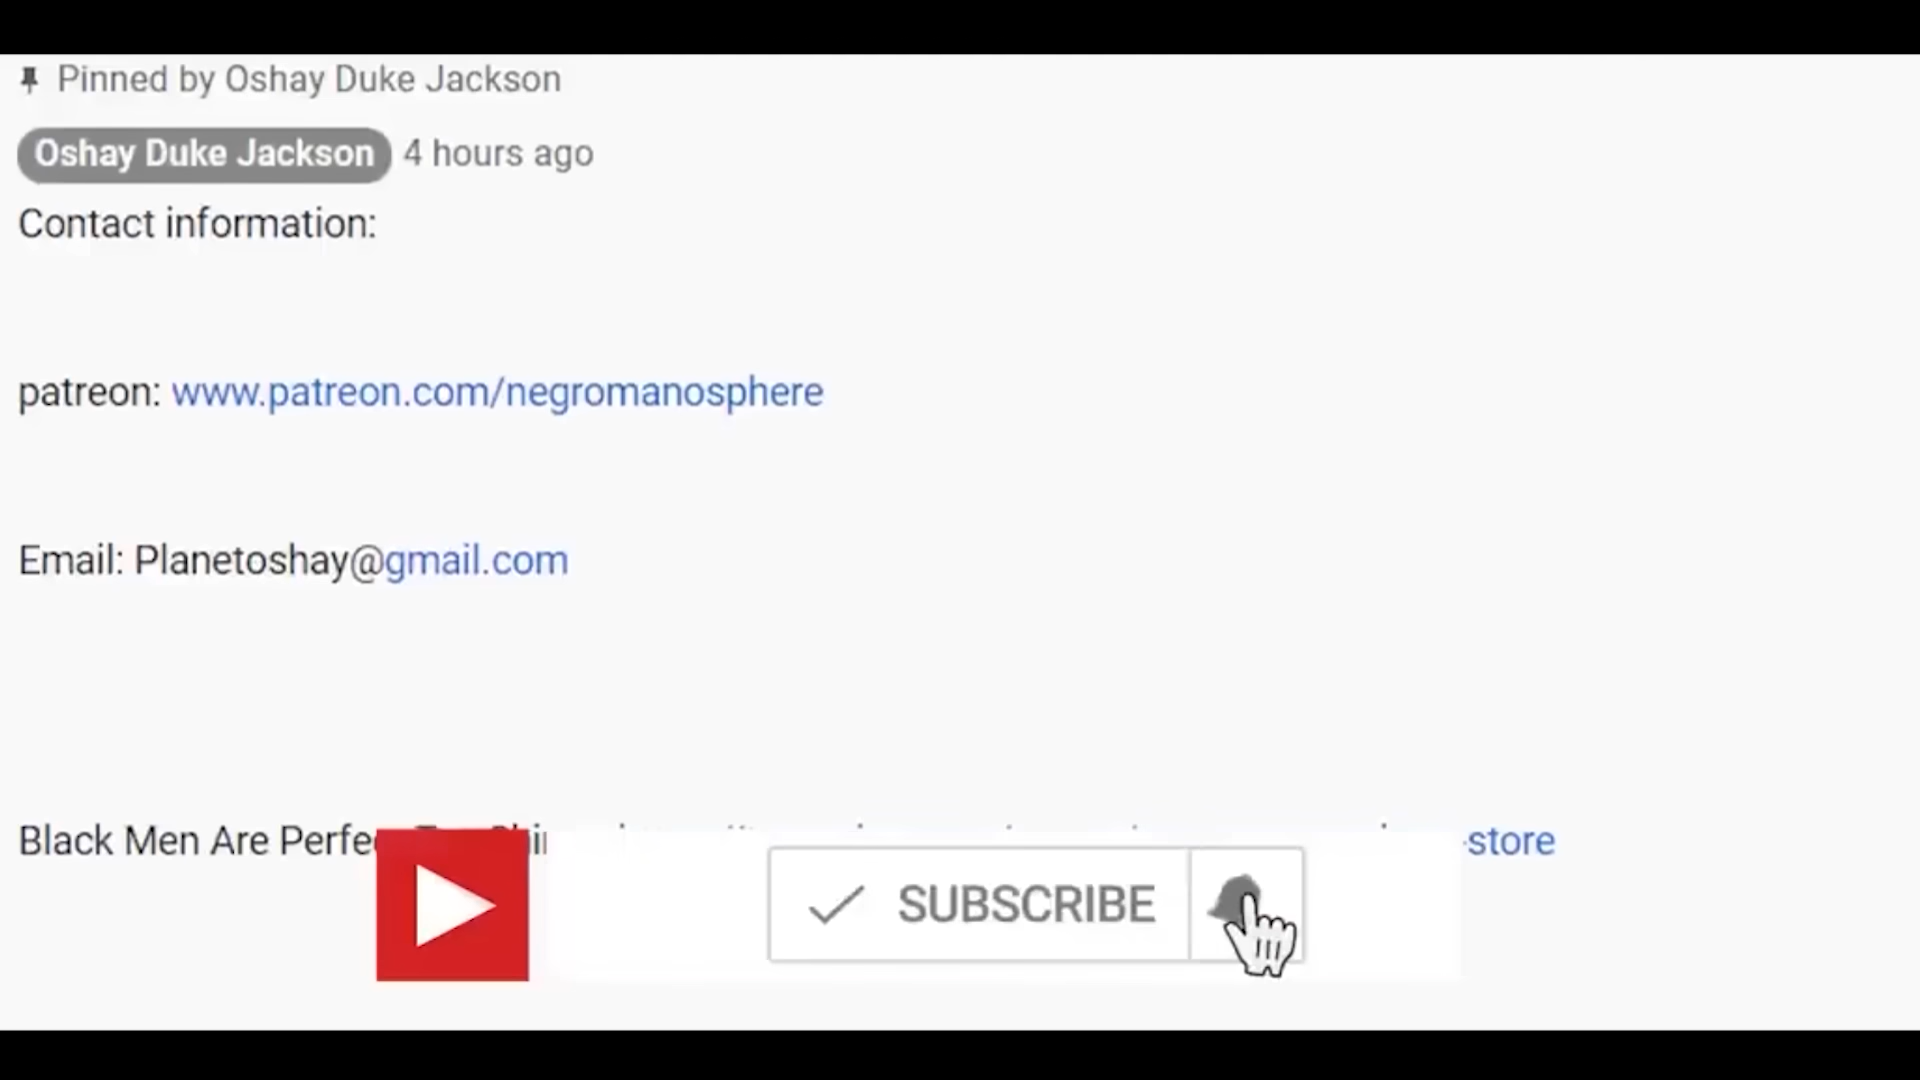 Pinned by Oshay Duke Jackson
Oshay Duke Jackson 4 hours ago
Contact information:
patreon: www.patreon.com/negromanosphere
Email: Planetoshay@gmail.com
Black Men Are -store
SUBSCRIBE